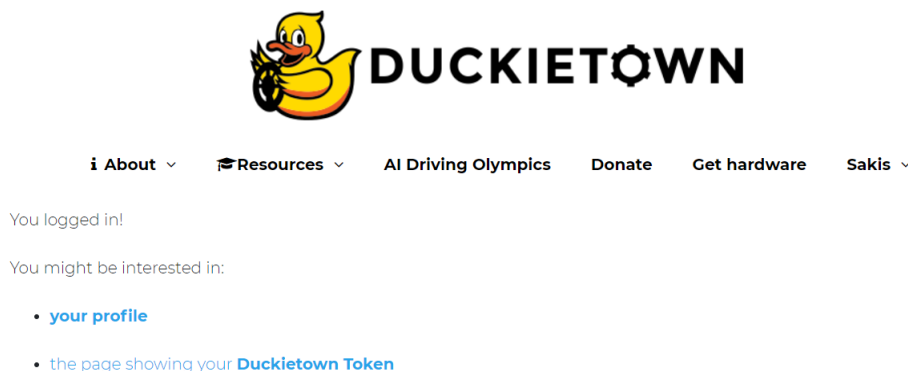 DUCKIETOWN
About Resources AI Driving Olympics Donate Get hardware Sakis
You logged in!
You might be interested in:
your profile
the page showing your Duckietown Token